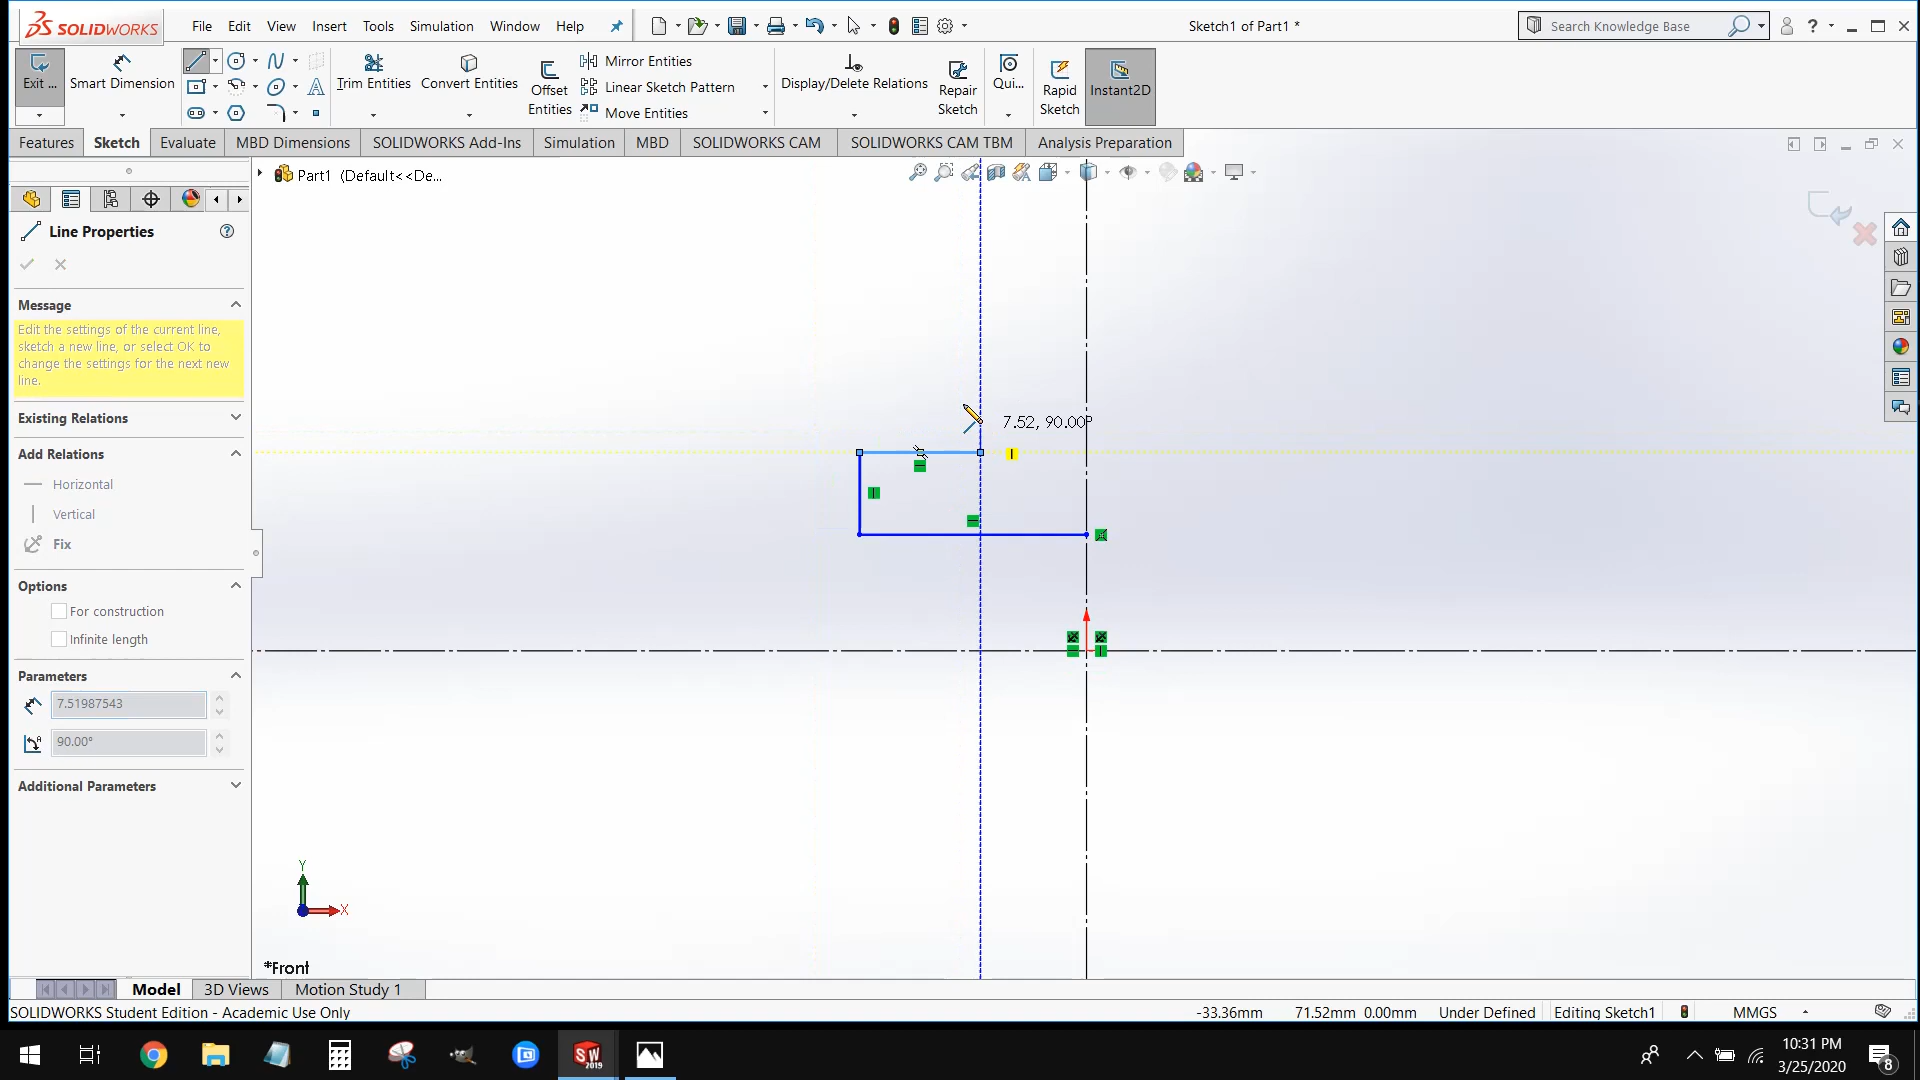 SOLIDWORKS
File Edit View Insert Tools Simulation Window Help
Sketch1 of Part1 *
Search Knowledge Base
?
Exit ...
Smart Dimension
Trim Entities
Convert Entities
Offset Entities
Mirror Entities
Linear Sketch Pattern
Move Entities
Display/Delete Relations
Repair Sketch
Qui...
Rapid Sketch
Instant2D
Features Sketch Evaluate MBD Dimensions SOLIDWORKS Add-Ins Simulation MBD SOLIDWORKS CAM SOLIDWORKS CAM TBM Analysis Preparation
Part1 (Default<<De...
Line Properties
Message
Edit the settings of the current line,
sketch a new line, or select OK to
change the settings for the next new
line.
Existing Relations
Add Relations
Horizontal
Vertical
Fix
Options
For construction
Infinite length
Parameters
7.51987543
90.00°
Additional Parameters
7.52, 90.00°
Y
X
*Front
Model 3D Views Motion Study 1
SOLIDWORKS Student Edition - Academic Use Only
-33.36mm 71.52mm 0.00mm Under Defined Editing Sketch1 MMGS
SW
2019
10:31 PM
3/25/2020
8